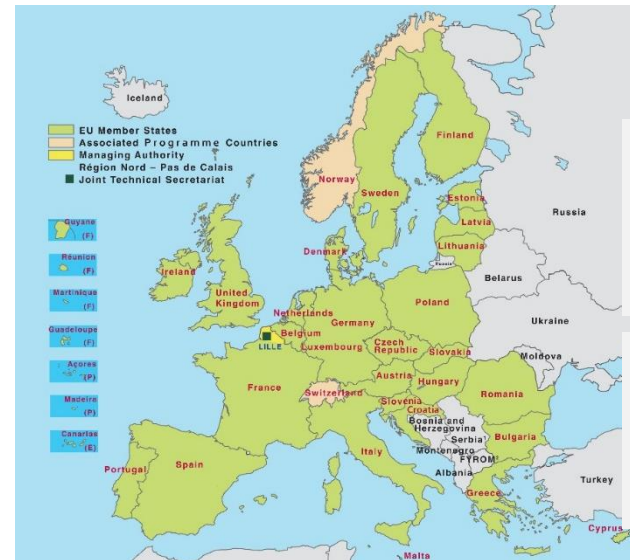 Iceland
EU Member States
Associated Programme Countries
Managing Authority
Région Nord – Pas de Calais
Joint Technical Secretariat
Norway
Sweden
Finland
Russia
Estonia
Latvia
Lithuania
Russia
Belarus
Denmark
Guyane
(F)
Réunion
(F)
Martinique
(F)
Guadeloupe
(F)
Açores
(P)
Madeira
(P)
Canarias
(E)
Ireland
United
Kingdom
Netherlands
Belgium
LILLE
Luxembourg
Germany
Poland
Ukraine
Czech
Republic
Slovakia
Moldova
France
Switzerland
Austria
Hungary
Romania
Slovenia
Croatia
Bosnia and
Herzegovina
Serbia
Montenegro
FYROM
Albania
Bulgaria
Portugal
Spain
Italy
Greece
Turkey
Malta
Cyprus